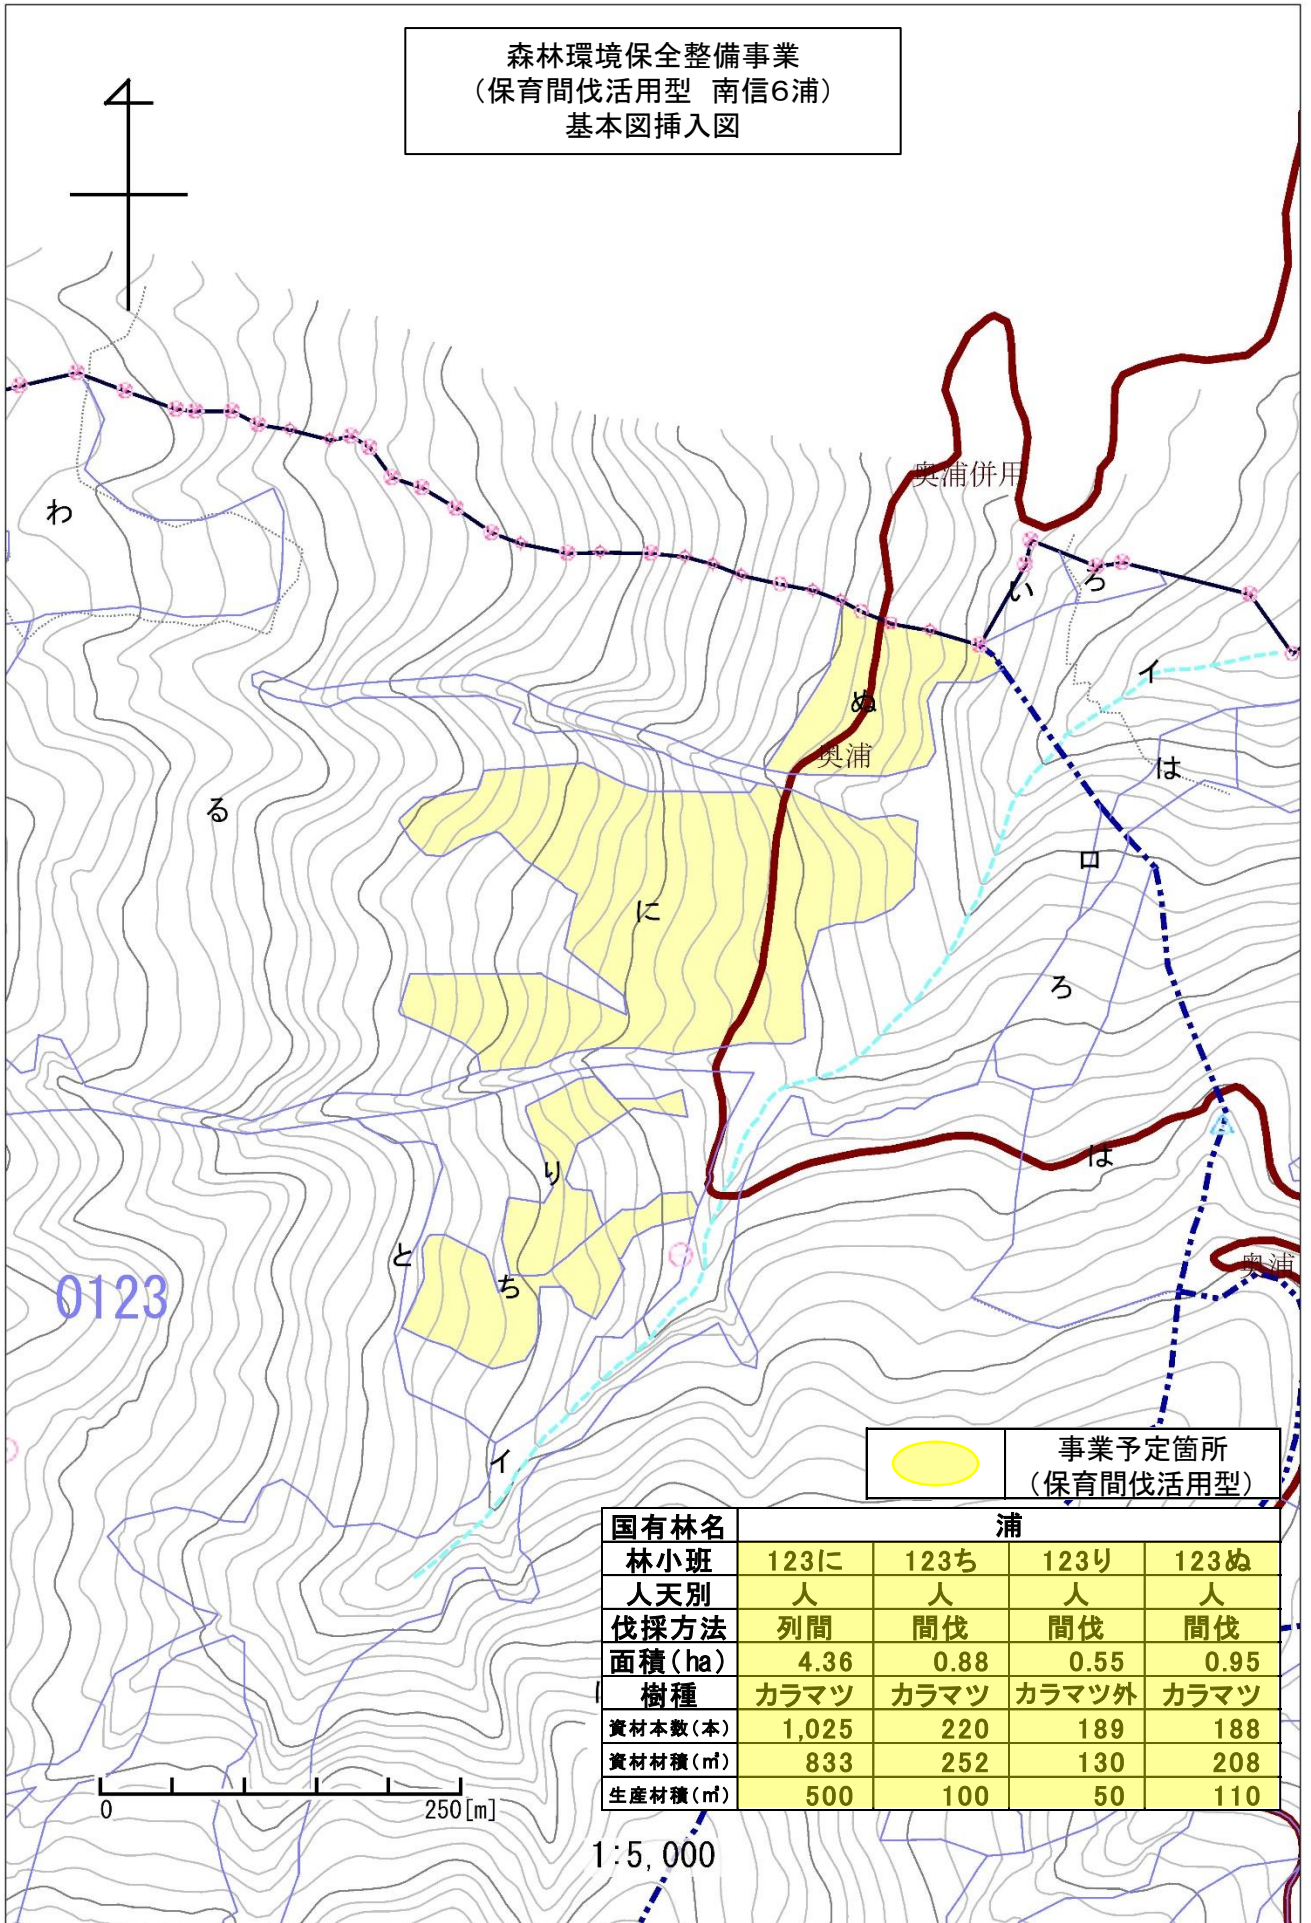 森林環境保全整備事業
（保育間伐活用型 南信6浦）
基本図挿入図
奥浦併用
わ
い
ろ
イ
ぬ
奥浦
は
る
ロ
に
ろ
は
り
と
ち
奥浦
0123
イ
事業予定箇所
（保育間伐活用型）
国有林名 浦
林小班 123に 123ち 123り 123ぬ
人天別 人 人 人 人
伐採方法 列間 間伐 間伐 間伐
面積（ha） 4.36 0.88 0.55 0.95
樹種 カラマツ カラマツ カラマツ外 カラマツ
資材本数（本） 1,025 220 189 188
資材材積（㎥） 833 252 130 208
生産材積（㎥） 500 100 50 110
0 250[m]
1:5,000